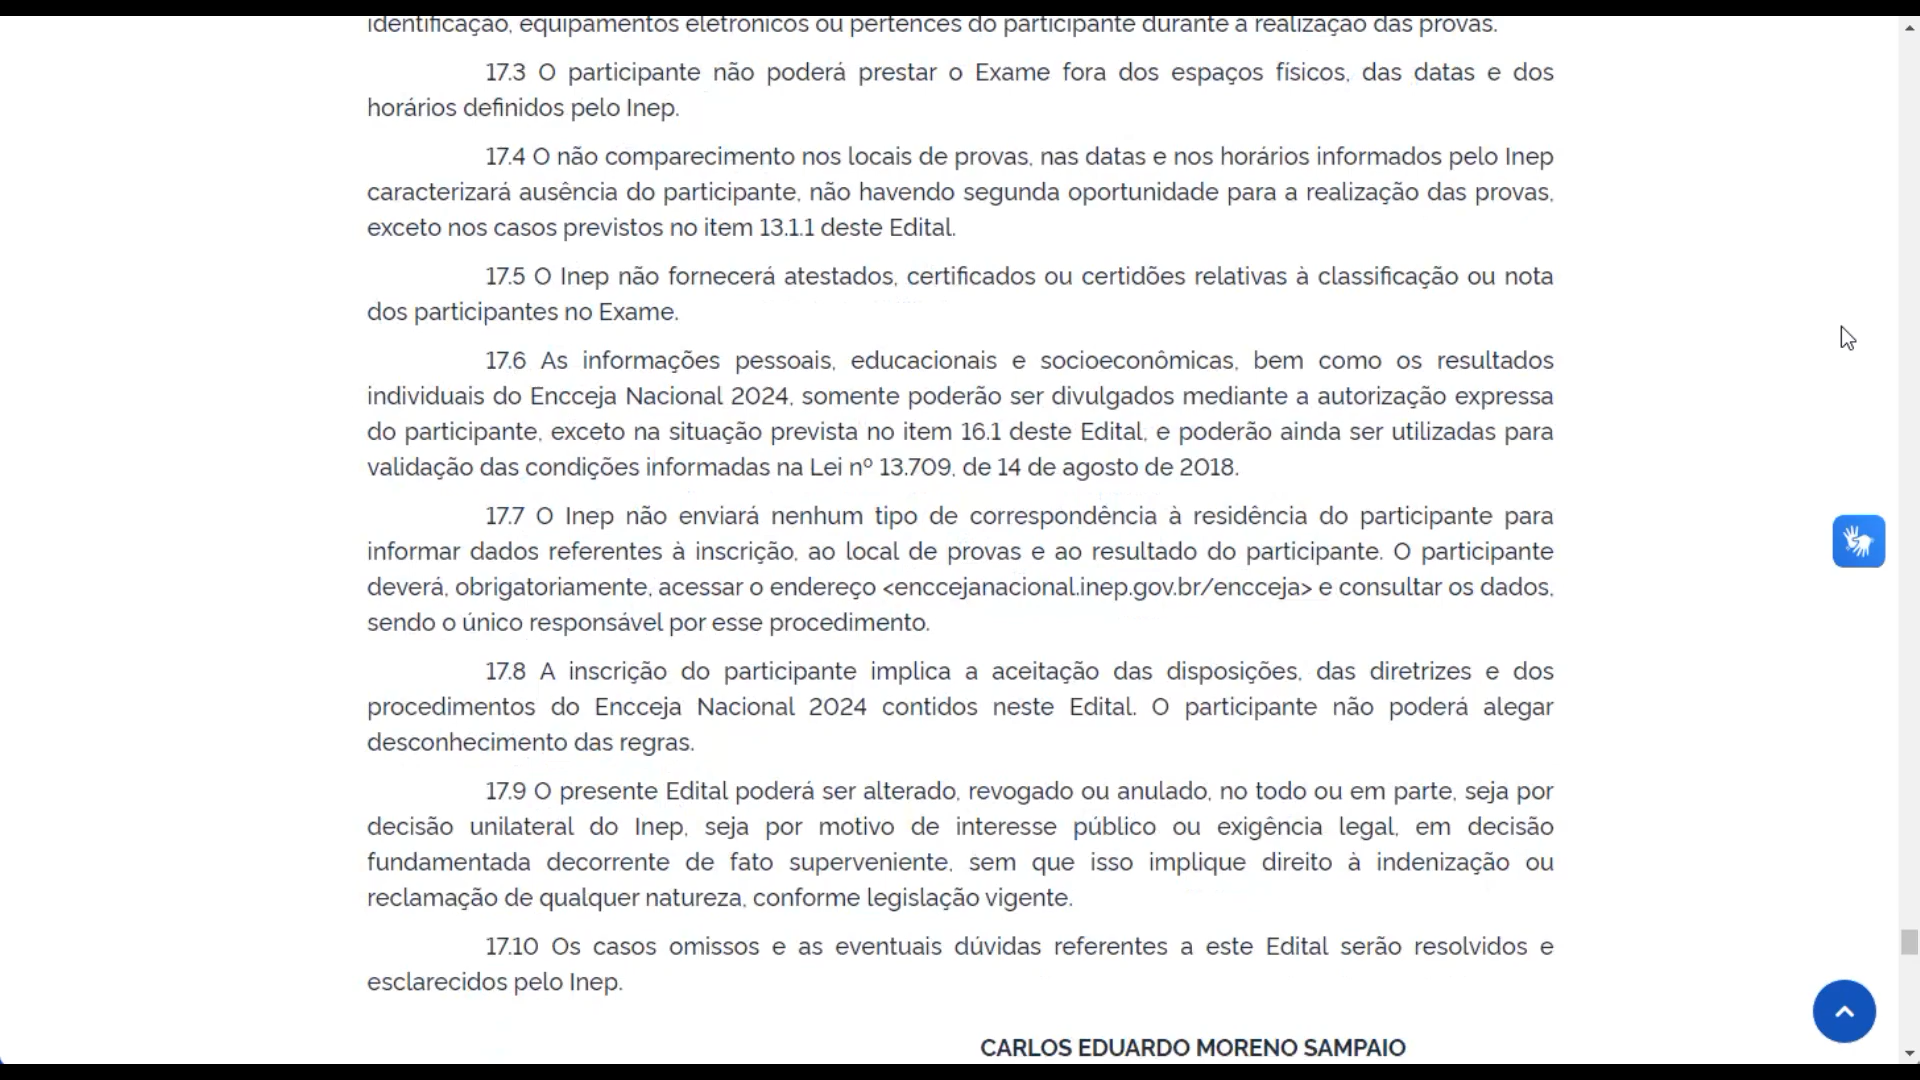 identificação, equipamentos eletrônicos ou pertences do participante durante a realização das provas.
17.3 O participante não poderá prestar o Exame fora dos espaços físicos, das datas e dos
horários definidos pelo Inep.
17.4 O não comparecimento nos locais de provas, nas datas e nos horários informados pelo Inep
caracterizará ausência do participante, não havendo segunda oportunidade para a realização das provas,
exceto nos casos previstos no item 13.1.1 deste Edital.
17.5 O Inep não fornecerá atestados, certificados ou certidões relativas à classificação ou nota
dos participantes no Exame.
17.6 As informações pessoais, educacionais e socioeconômicas, bem como os resultados
individuais do Encceja Nacional 2024, somente poderão ser divulgados mediante a autorização expressa
do participante, exceto na situação prevista no item 16.1 deste Edital, e poderão ainda ser utilizadas para
validação das condições informadas na Lei nº 13.709, de 14 de agosto de 2018.
17.7 O Inep não enviará nenhum tipo de correspondência à residência do participante para
informar dados referentes à inscrição, ao local de provas e ao resultado do participante. O participante
deverá, obrigatoriamente, acessar o endereço <enccejanacional.inep.gov.br/encceja> e consultar os dados,
sendo o único responsável por esse procedimento.
17.8 A inscrição do participante implica a aceitação das disposições, das diretrizes e dos
procedimentos do Encceja Nacional 2024 contidos neste Edital. O participante não poderá alegar
desconhecimento das regras.
17.9 O presente Edital poderá ser alterado, revogado ou anulado, no todo ou em parte, seja por
decisão unilateral do Inep, seja por motivo de interesse público ou exigência legal, em decisão
fundamentada decorrente de fato superveniente, sem que isso implique direito à indenização ou
reclamação de qualquer natureza, conforme legislação vigente.
17.10 Os casos omissos e as eventuais dúvidas referentes a este Edital serão resolvidos e
esclarecidos pelo Inep.
CARLOS EDUARDO MORENO SAMPAIO